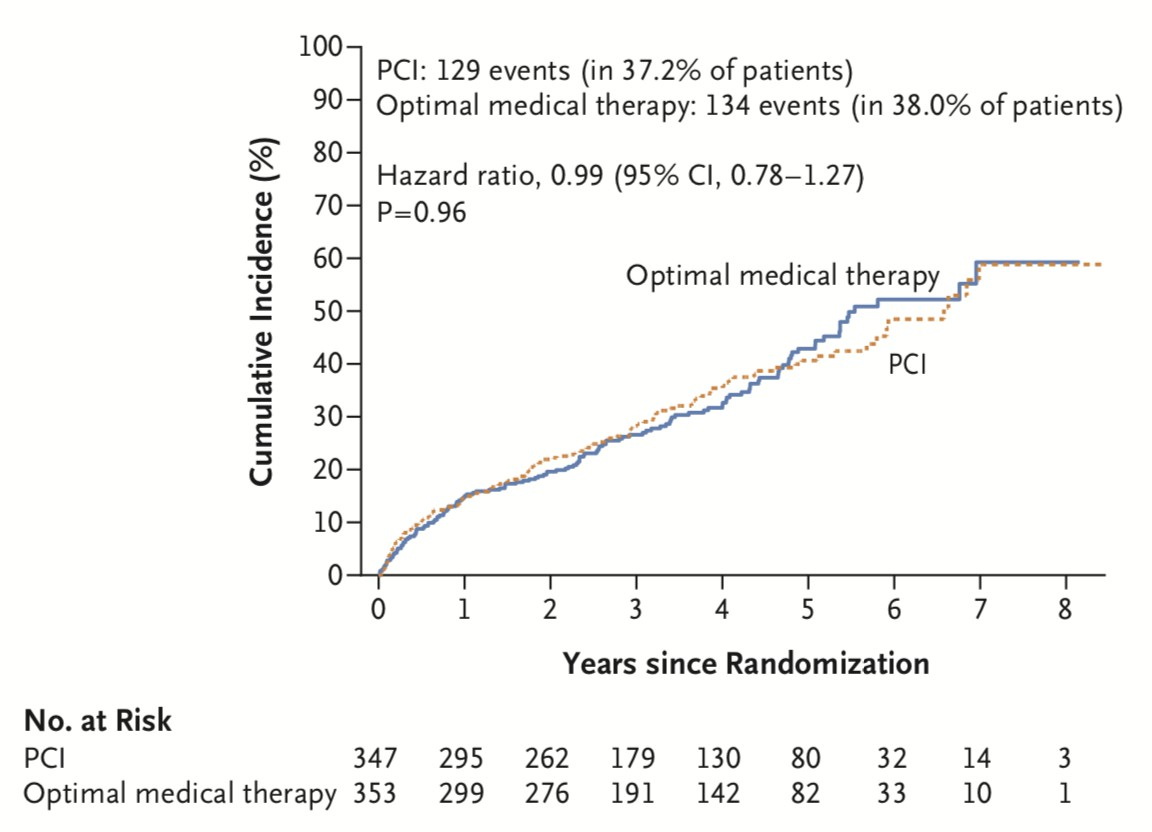 100
PCI: 129 events (in 37.2% of patients)
90
Optimal medical therapy: 134 events (in 38.0% of patients)
80
Hazard ratio, 0.99 (95% CI, 0.78–1.27)
70
P=0.96
60
Optimal medical therapy
50
40
PCI
30
20
10
0
Cumulative Incidence (%)
0 1 2 3 4 5 6 7 8
Years since Randomization
No. at Risk
PCI 347 295 262 179 130 80 32 14 3
Optimal medical therapy 353 299 276 191 142 82 33 10 1